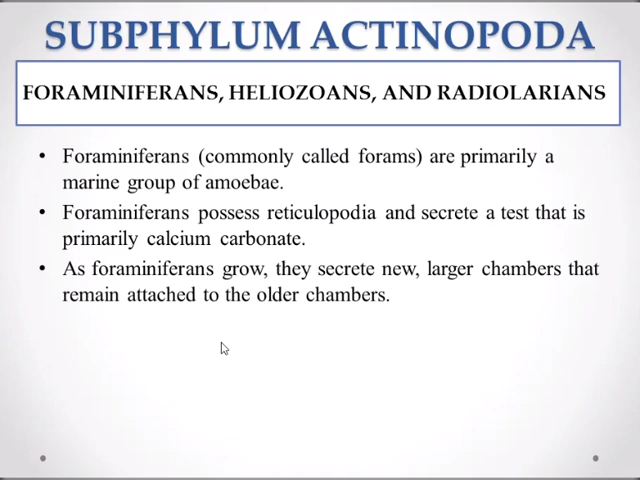 SUBPHYLUM ACTINOPODA
FORAMINIFERANS, HELIOZOANS, AND RADIOLARIANS
• Foraminiferans (commonly called forams) are primarily a
marine group of amoebae.
• Foraminiferans possess reticulopodia and secrete a test that is
primarily calcium carbonate.
• As foraminiferans grow, they secrete new, larger chambers that
remain attached to the older chambers.